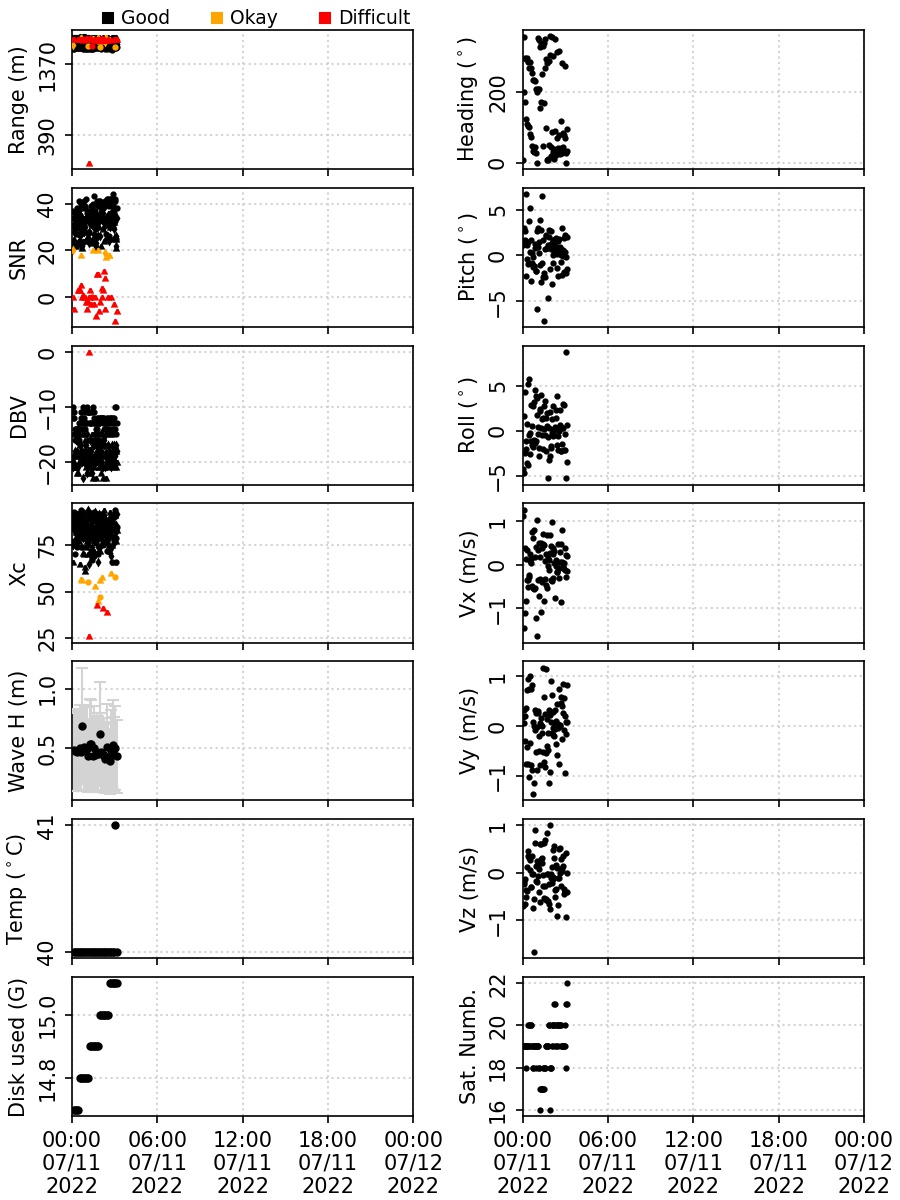 Good Okay Difficult
Range (m)
1370
390
Heading (°)
200
0
SNR
40
20
0
Pitch (°)
5
0
−5
DBV
0
−10
−20
Roll (°)
5
0
−5
Xc
75
50
25
Vx (m/s)
1
0
−1
Wave H (m)
1.0
0.5
Vy (m/s)
1
0
−1
Temp (°C)
41
40
Vz (m/s)
1
0
−1
Disk used (G)
15.0
14.8
Sat. Numb.
22
20
18
16
00:00 06:00 12:00 18:00 00:00
07/11 07/11 07/11 07/11 07/12
2022 2022 2022 2022 2022
00:00 06:00 12:00 18:00 00:00
07/11 07/11 07/11 07/11 07/12
2022 2022 2022 2022 2022